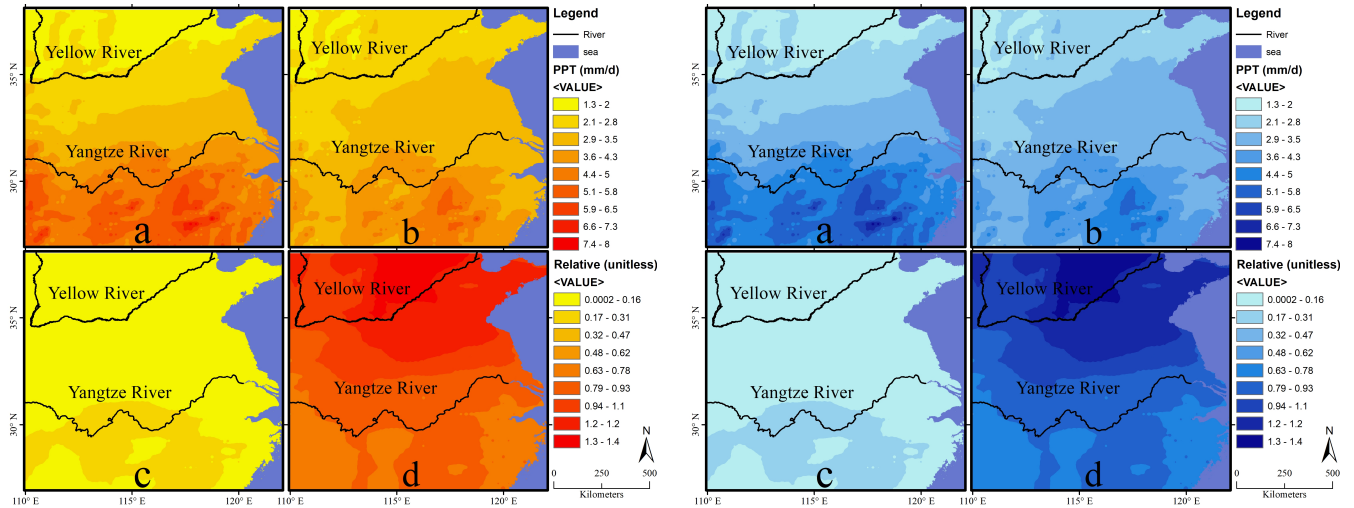 Yellow River
Yangtze River
a
Yellow River
Yangtze River
b
Yellow River
Yangtze River
c
Yellow River
Yangtze River
d
35° N
30° N
35° N
30° N
110° E
115° E
120° E
115° E
120° E
Legend
River
sea
PPT (mm/d)
<VALUE>
1.3 - 2
2.1 - 2.8
2.9 - 3.5
3.6 - 4.3
4.4 - 5
5.1 - 5.8
5.9 - 6.5
6.6 - 7.3
7.4 - 8
Relative (unitless)
<VALUE>
0.0002 - 0.16
0.17 - 0.31
0.32 - 0.47
0.48 - 0.62
0.63 - 0.78
0.79 - 0.93
0.94 - 1.1
1.2 - 1.2
1.3 - 1.4
N
0 250 500
Kilometers
Yellow River
Yangtze River
a
Yellow River
Yangtze River
b
Yellow River
Yangtze River
c
Yellow River
Yangtze River
d
35° N
30° N
35° N
30° N
110° E
115° E
120° E
115° E
120° E
Legend
River
sea
PPT (mm/d)
<VALUE>
1.3 - 2
2.1 - 2.8
2.9 - 3.5
3.6 - 4.3
4.4 - 5
5.1 - 5.8
5.9 - 6.5
6.6 - 7.3
7.4 - 8
Relative (unitless)
<VALUE>
0.0002 - 0.16
0.17 - 0.31
0.32 - 0.47
0.48 - 0.62
0.63 - 0.78
0.79 - 0.93
0.94 - 1.1
1.2 - 1.2
1.3 - 1.4
N
0 250 500
Kilometers